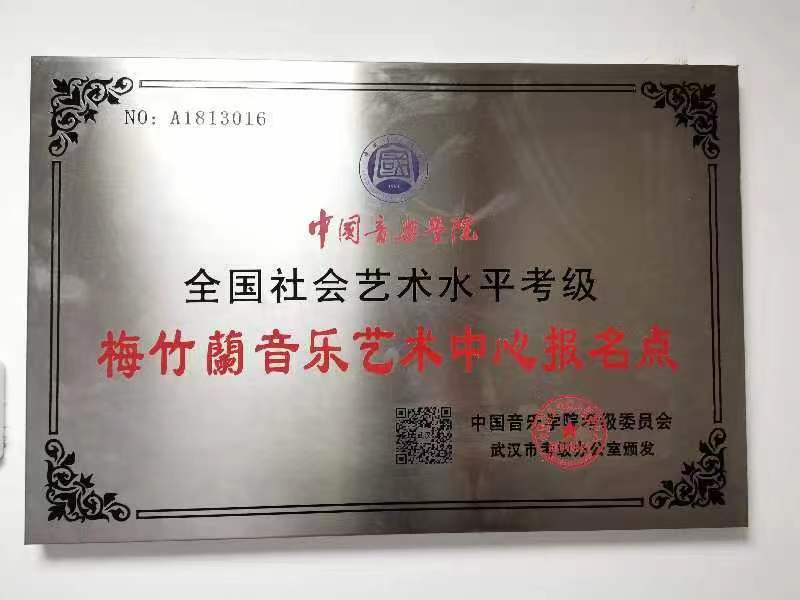 NO: A1813016
國
1964
中国音乐学院
全国社会艺术水平考级
梅竹蘭音乐艺术中心报名点
中国音乐学院考级委员会
武汉市考级办公室颁发